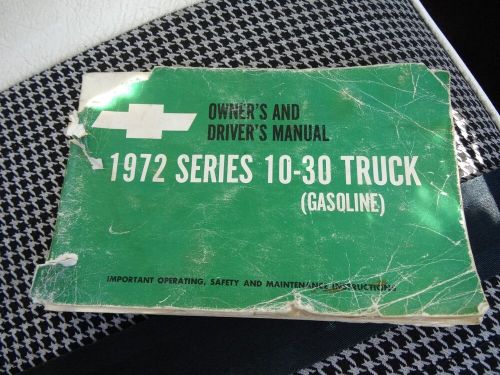 OWNER'S AND
DRIVER'S MANUAL
1972 SERIES 10-30 TRUCK
(GASOLINE)
IMPORTANT OPERATING, SAFETY AND MAINTENANCE INSTRUCTIONS